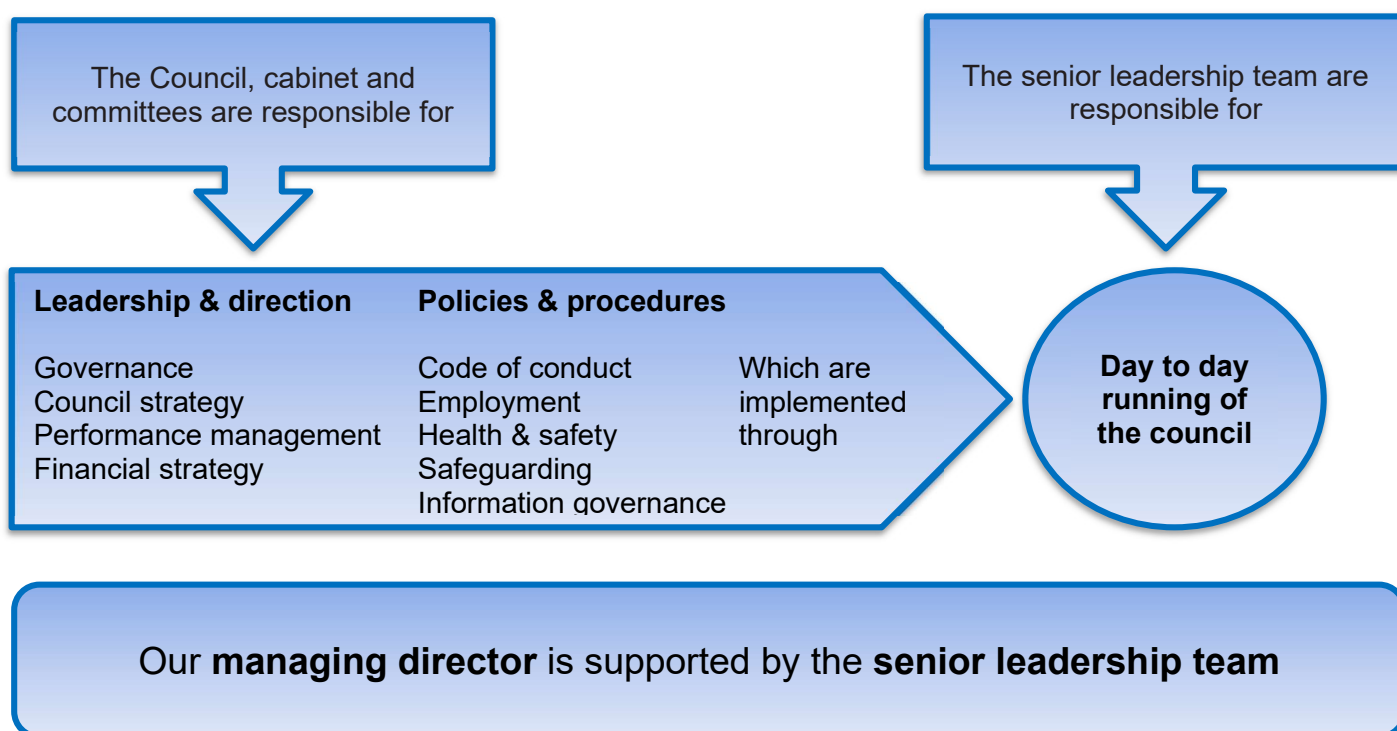 The Council, cabinet and
committees are responsible for
The senior leadership team are
responsible for
Leadership & direction
Governance
Council strategy
Performance management
Financial strategy
Policies & procedures
Code of conduct
Employment
Health & safety
Safeguarding
Information governance
Which are
implemented
through
Day to day
running of
the council
Our managing director is supported by the senior leadership team